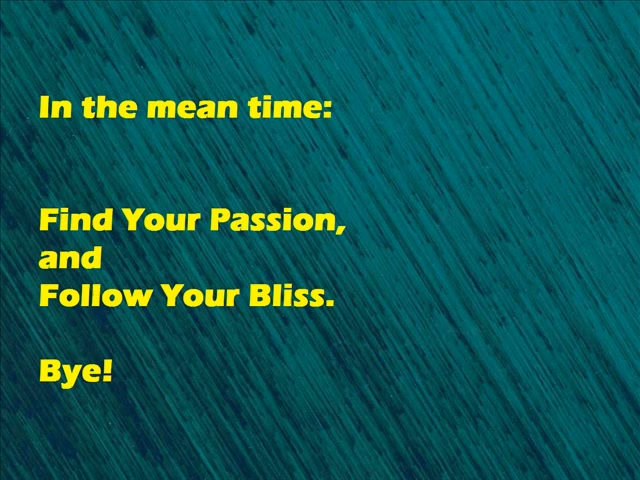 In the mean time:
Find Your Passion,
and
Follow Your Bliss.
Bye!